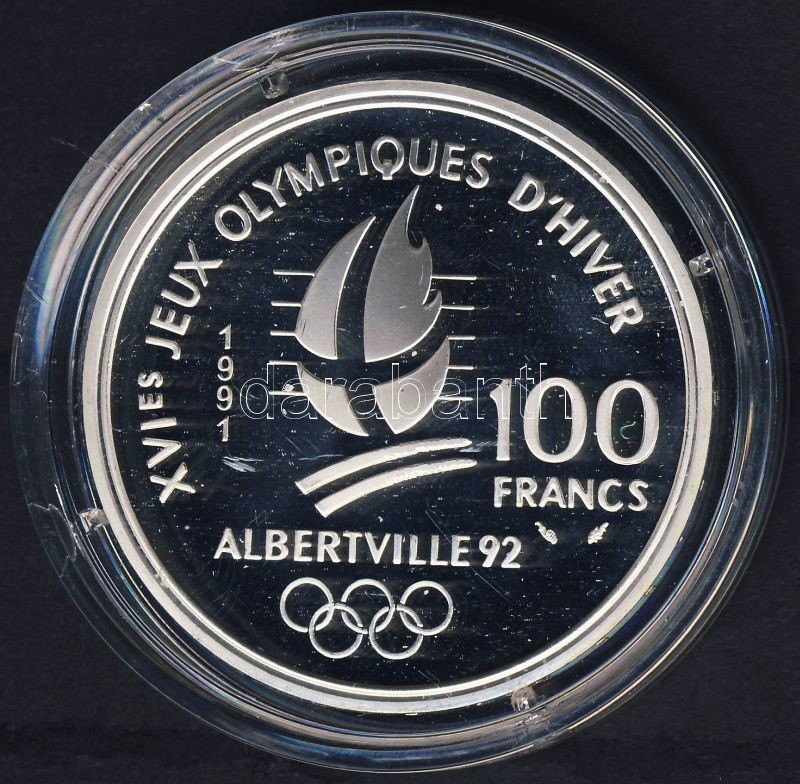 XVIES JEUX OLYMPIQUES D'HIVER
1991
100
FRANCS
ALBERTVILLE 92
darabanth